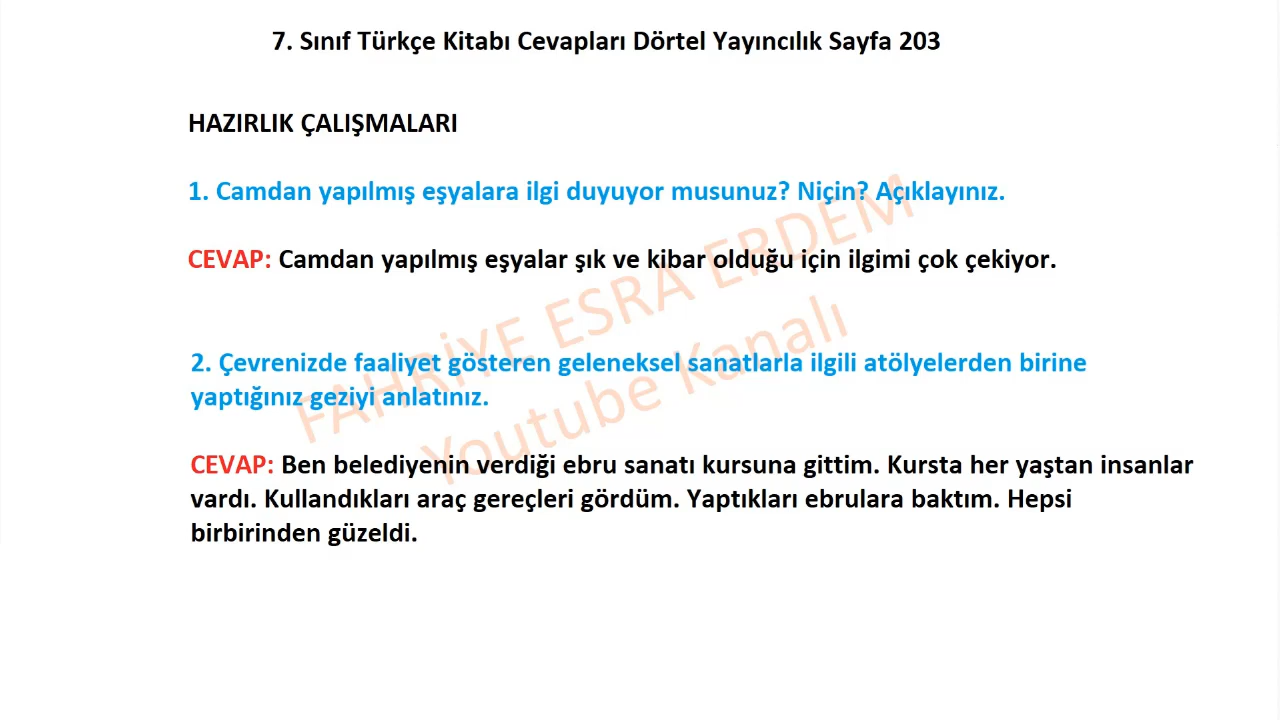 7. Sınıf Türkçe Kitabı Cevapları Dörtel Yayıncılık Sayfa 203
HAZIRLIK ÇALIŞMALARI
1. Camdan yapılmış eşyalara ilgi duyuyor musunuz? Niçin? Açıklayınız.
CEVAP: Camdan yapılmış eşyalar şık ve kibar olduğu için ilgimi çok çekiyor.
FAHRİYE ESRA ERDEM
Youtube Kanalı
2. Çevrenizde faaliyet gösteren geleneksel sanatlarla ilgili atölyelerden birine
yaptığınız geziyi anlatınız.
CEVAP: Ben belediyenin verdiği ebru sanatı kursuna gittim. Kursta her yaştan insanlar
vardı. Kullandıkları araç gereçleri gördüm. Yaptıkları ebrulara baktım. Hepsi
birbirinden güzeldi.